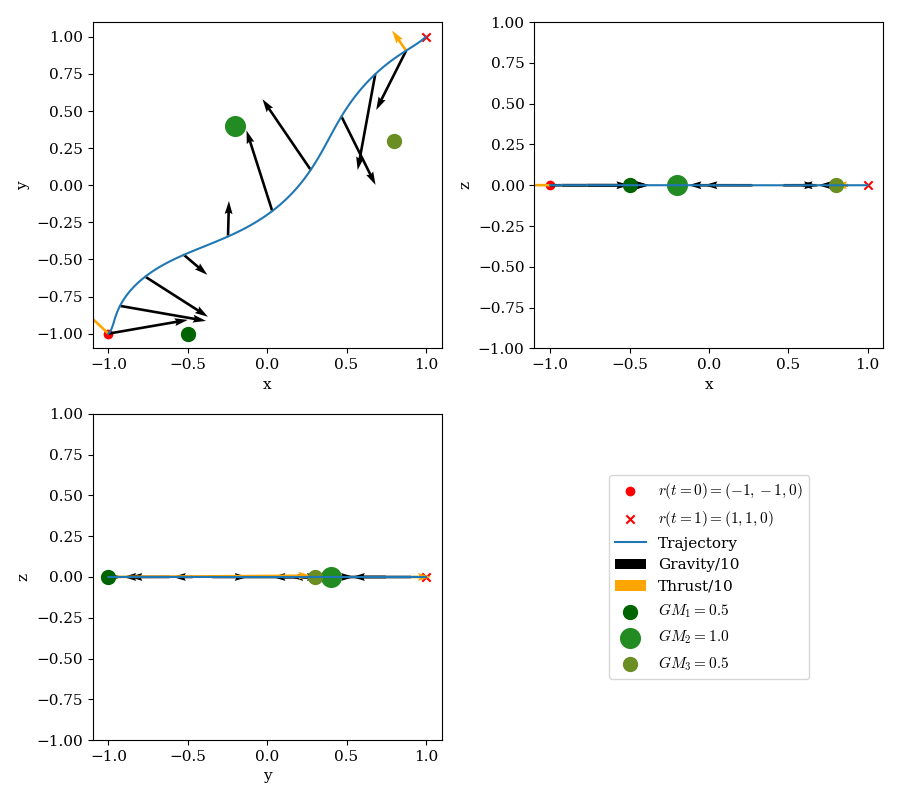 1.00
0.75
0.50
0.25
0.00
−0.25
−0.50
−0.75
−1.00
y
−1.0 −0.5 0.0 0.5 1.0
x
1.00
0.75
0.50
0.25
0.00
−0.25
−0.50
−0.75
−1.00
z
−1.0 −0.5 0.0 0.5 1.0
x
1.00
0.75
0.50
0.25
0.00
−0.25
−0.50
−0.75
−1.00
z
−1.0 −0.5 0.0 0.5 1.0
y
r(t = 0) = (−1, −1, 0)
r(t = 1) = (1, 1, 0)
Trajectory
Gravity/10
Thrust/10
GM₁ = 0.5
GM₂ = 1.0
GM₃ = 0.5